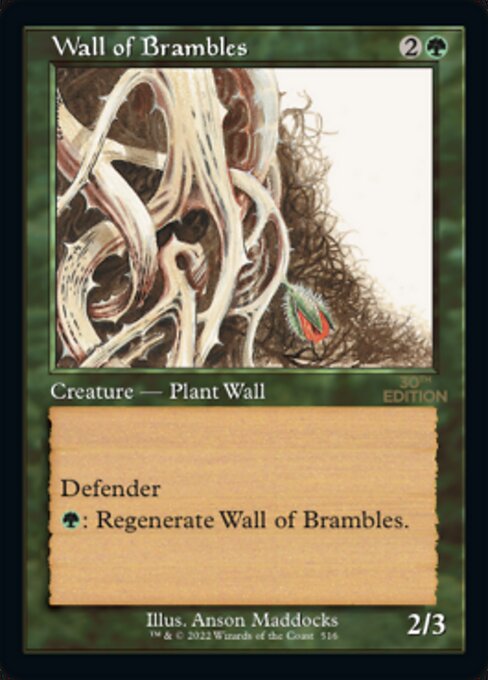 Wall of Brambles 2
Creature — Plant Wall
30TH
EDITION
Defender
: Regenerate Wall of Brambles.
Illus. Anson Maddocks
™ & © 2022 Wizards of the Coast 516
2/3